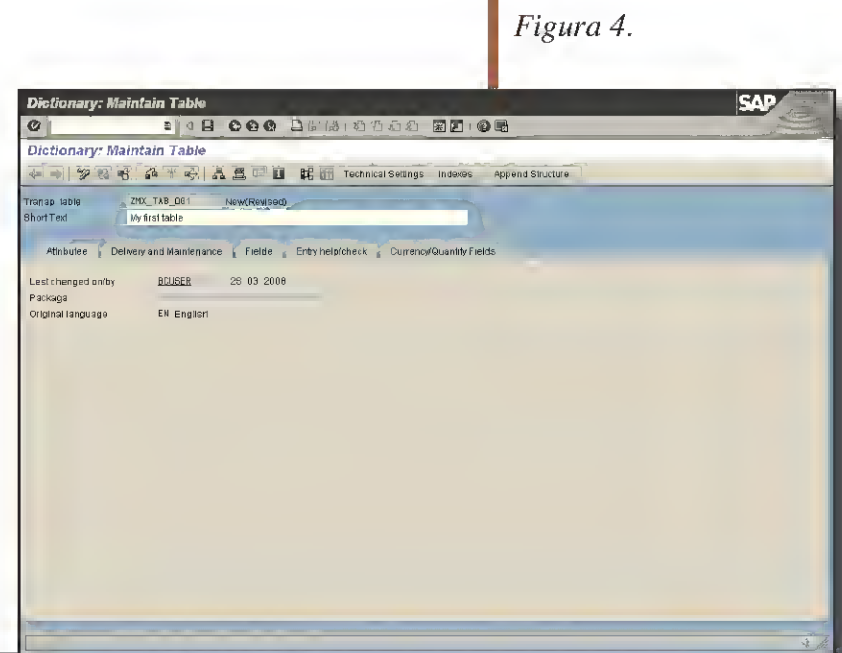 Figura 4.
Dictionary: Maintain Table
SAP
Dictionary: Maintain Table
Technical Settings Indexes Append Structure
Transp. table ZMX_TAB_001 New(Revised)
Short Text My first table
Attributes Delivery and Maintenance Fields Entry help/check Currency/Quantity Fields
Last changed on/by BCUSER 28 03 2008
Package
Original language EN English